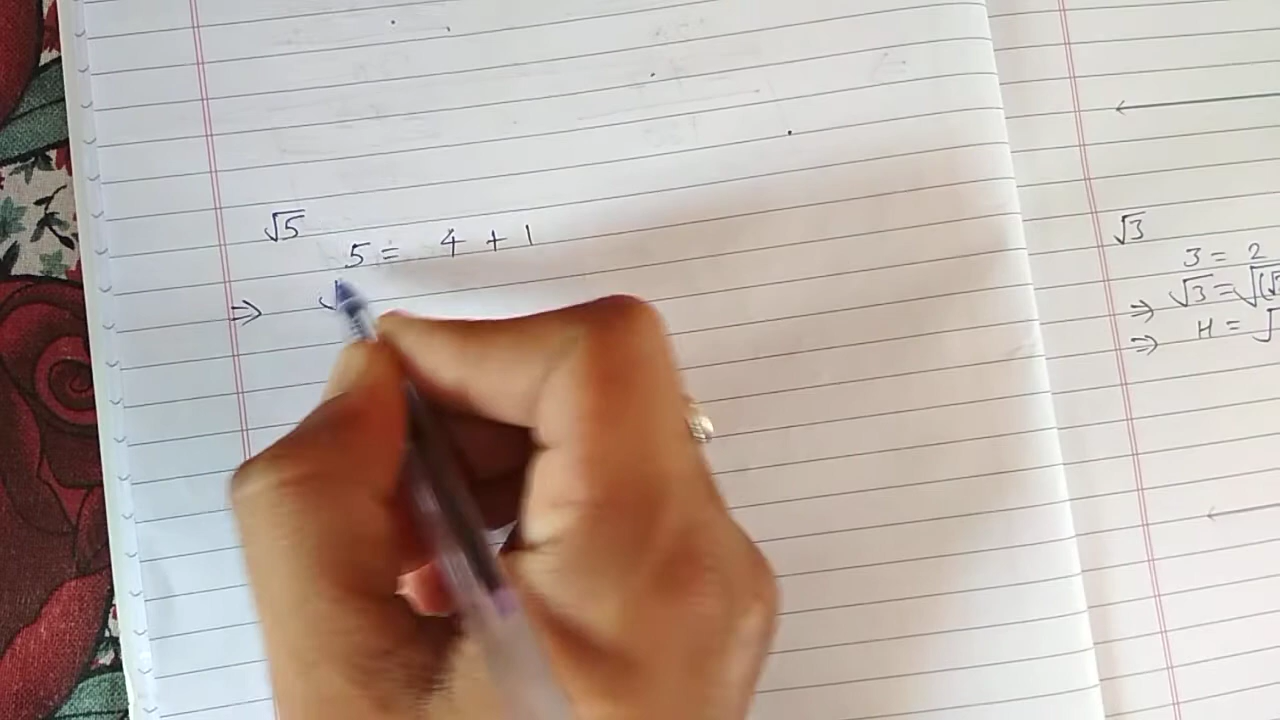 √5
5 = 4 + 1
⇒ √
√3
3 = 2
⇒ √3 = √(√
⇒ H = √